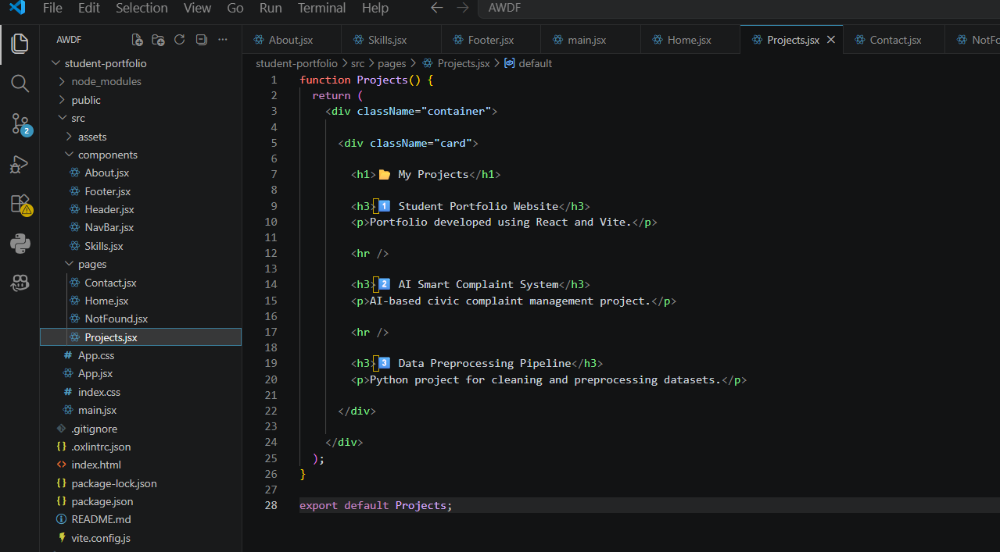 File Edit Selection View Go Run Terminal Help AWDF
AWDF
student-portfolio
node_modules
public
src
assets
components
About.jsx
Footer.jsx
Header.jsx
NavBar.jsx
Skills.jsx
pages
Contact.jsx
Home.jsx
NotFound.jsx
Projects.jsx
App.css
App.jsx
index.css
main.jsx
.gitignore
.oxlintrc.json
index.html
package-lock.json
package.json
README.md
vite.config.js
2
About.jsx Skills.jsx Footer.jsx main.jsx Home.jsx Projects.jsx Contact.jsx NotFo
student-portfolio > src > pages > Projects.jsx > default
1 function Projects() {
2 return (
3 <div className="container">
4
5 <div className="card">
6
7 <h1>📂 My Projects</h1>
8
9 <h3>1️⃣ Student Portfolio Website</h3>
10 <p>Portfolio developed using React and Vite.</p>
11
12 <hr />
13
14 <h3>2️⃣ AI Smart Complaint System</h3>
15 <p>AI-based civic complaint management project.</p>
16
17 <hr />
18
19 <h3>3️⃣ Data Preprocessing Pipeline</h3>
20 <p>Python project for cleaning and preprocessing datasets.</p>
21
22 </div>
23
24 </div>
25 );
26 }
27
28 export default Projects;